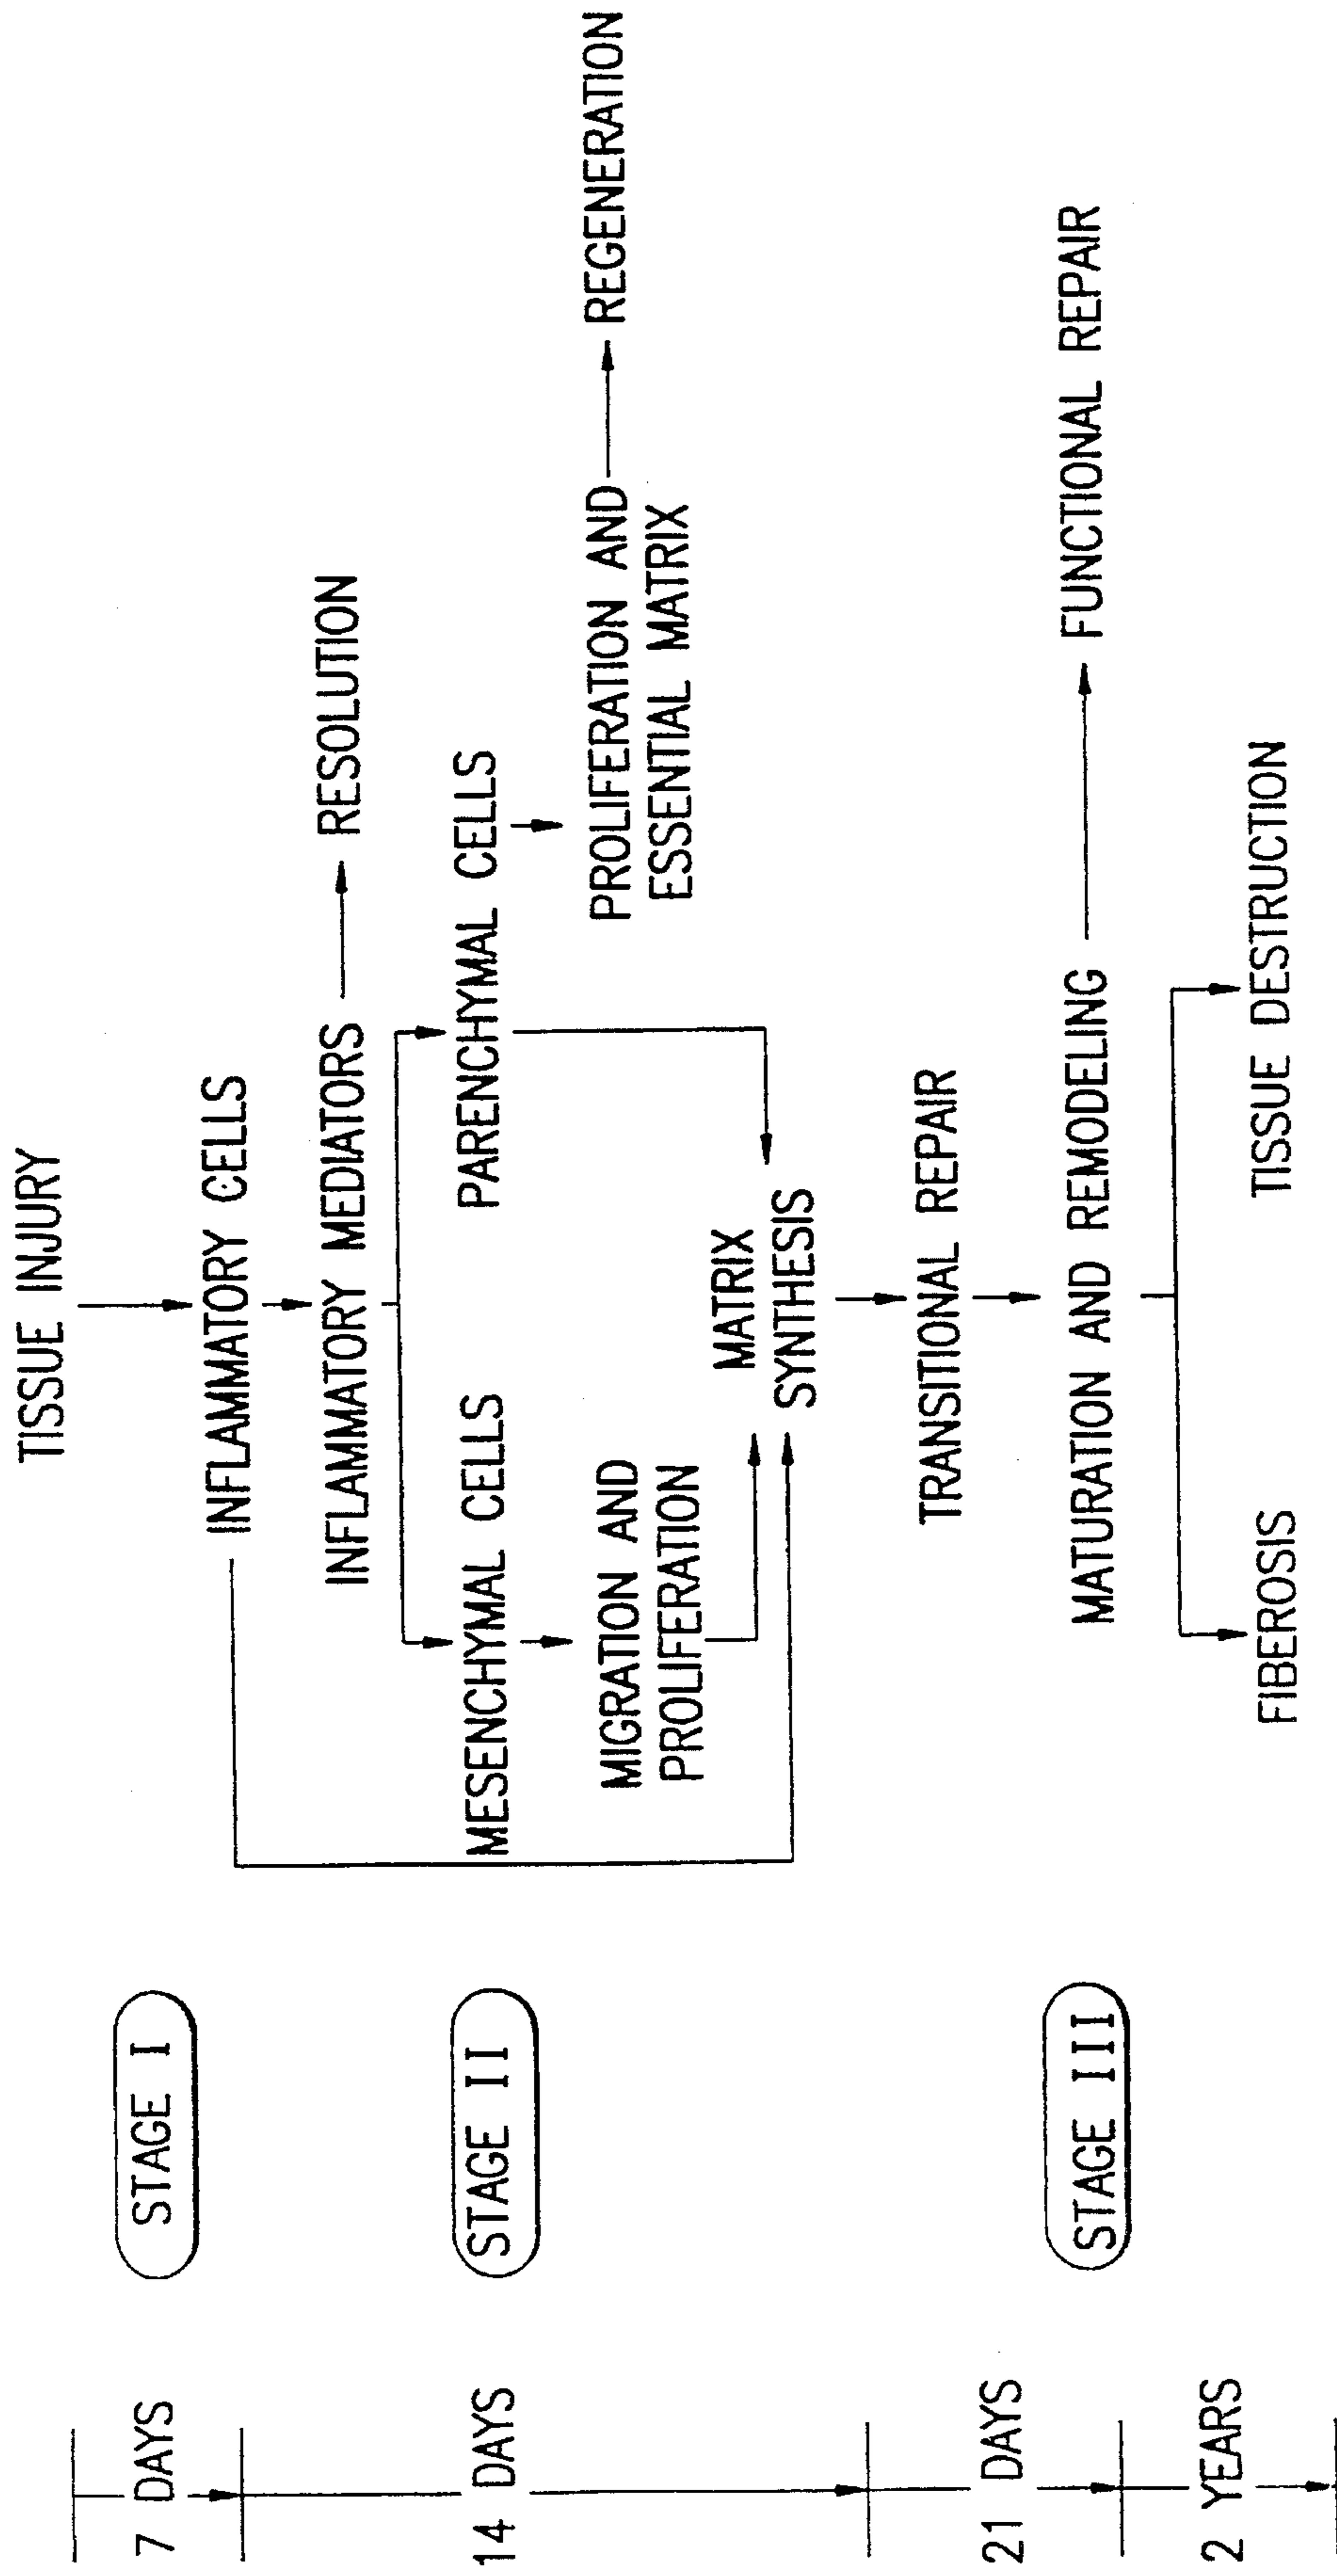 TISSUE INJURY
7 DAYS
STAGE I
INFLAMMATORY CELLS
INFLAMMATORY MEDIATORS
RESOLUTION
14 DAYS
STAGE II
MESENCHYMAL CELLS
PARENCHYMAL CELLS
MIGRATION AND
PROLIFERATION
PROLIFERATION AND
ESSENTIAL MATRIX
REGENERATION
MATRIX
SYNTHESIS
TRANSITIONAL REPAIR
21 DAYS
STAGE III
MATURATION AND REMODELING
FUNCTIONAL REPAIR
2 YEARS
FIBEROSIS
TISSUE DESTRUCTION